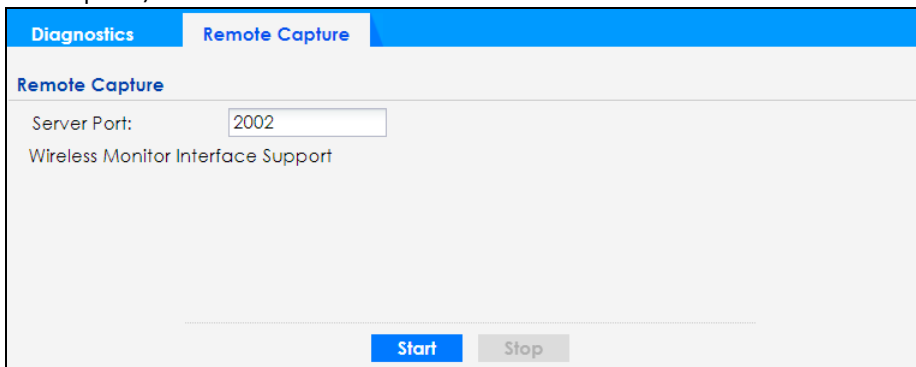 Diagnostics Remote Capture
Remote Capture
Server Port: 2002
Wireless Monitor Interface Support
Start Stop